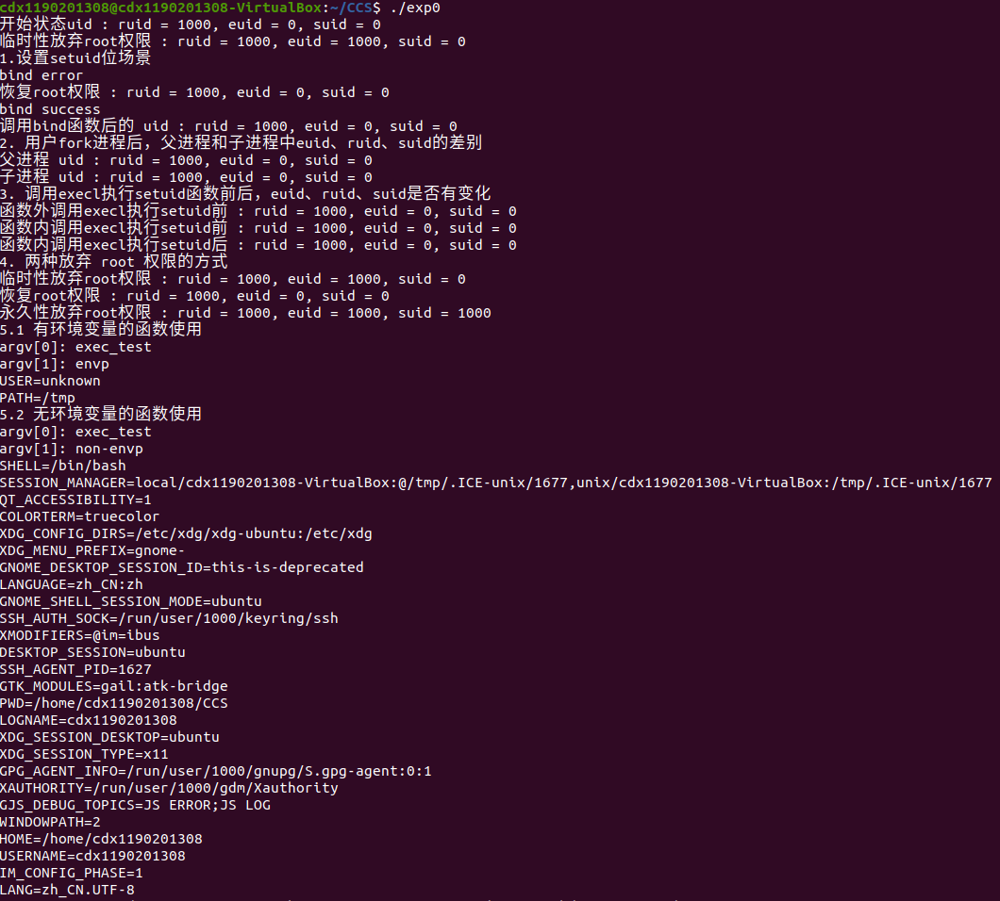 cdx1190201308@cdx1190201308-VirtualBox:~/CCS$ ./exp0
开始状态uid : ruid = 1000, euid = 0, suid = 0
临时性放弃root权限 : ruid = 1000, euid = 1000, suid = 0
1.设置setuid位场景
bind error
恢复root权限 : ruid = 1000, euid = 0, suid = 0
bind success
调用bind函数后的 uid : ruid = 1000, euid = 0, suid = 0
2. 用户fork进程后，父进程和子进程中euid、ruid、suid的差别
父进程 uid : ruid = 1000, euid = 0, suid = 0
子进程 uid : ruid = 1000, euid = 0, suid = 0
3. 调用execl执行setuid函数前后，euid、ruid、suid是否有变化
函数外调用execl执行setuid前 : ruid = 1000, euid = 0, suid = 0
函数内调用execl执行setuid前 : ruid = 1000, euid = 0, suid = 0
函数内调用execl执行setuid后 : ruid = 1000, euid = 0, suid = 0
4. 两种放弃 root 权限的方式
临时性放弃root权限 : ruid = 1000, euid = 1000, suid = 0
恢复root权限 : ruid = 1000, euid = 0, suid = 0
永久性放弃root权限 : ruid = 1000, euid = 1000, suid = 1000
5.1 有环境变量的函数使用
argv[0]: exec_test
argv[1]: envp
USER=unknown
PATH=/tmp
5.2 无环境变量的函数使用
argv[0]: exec_test
argv[1]: non-envp
SHELL=/bin/bash
SESSION_MANAGER=local/cdx1190201308-VirtualBox:@/tmp/.ICE-unix/1677,unix/cdx1190201308-VirtualBox:/tmp/.ICE-unix/1677
QT_ACCESSIBILITY=1
COLORTERM=truecolor
XDG_CONFIG_DIRS=/etc/xdg/xdg-ubuntu:/etc/xdg
XDG_MENU_PREFIX=gnome-
GNOME_DESKTOP_SESSION_ID=this-is-deprecated
LANGUAGE=zh_CN:zh
GNOME_SHELL_SESSION_MODE=ubuntu
SSH_AUTH_SOCK=/run/user/1000/keyring/ssh
XMODIFIERS=@im=ibus
DESKTOP_SESSION=ubuntu
SSH_AGENT_PID=1627
GTK_MODULES=gail:atk-bridge
PWD=/home/cdx1190201308/CCS
LOGNAME=cdx1190201308
XDG_SESSION_DESKTOP=ubuntu
XDG_SESSION_TYPE=x11
GPG_AGENT_INFO=/run/user/1000/gnupg/S.gpg-agent:0:1
XAUTHORITY=/run/user/1000/gdm/Xauthority
GJS_DEBUG_TOPICS=JS ERROR;JS LOG
WINDOWPATH=2
HOME=/home/cdx1190201308
USERNAME=cdx1190201308
IM_CONFIG_PHASE=1
LANG=zh_CN.UTF-8